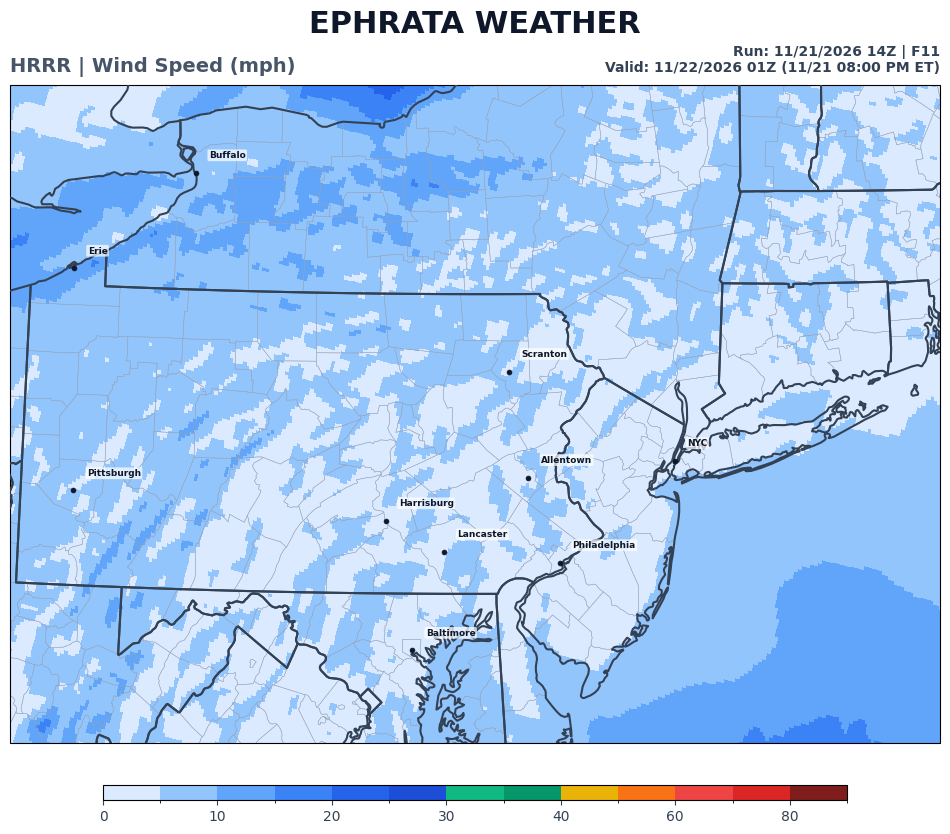 EPHRATA WEATHER
HRRR | Wind Speed (mph)
Run: 11/21/2026 14Z | F11
Valid: 11/22/2026 01Z (11/21 08:00 PM ET)
Buffalo
Erie
Scranton
NYC
Allentown
Pittsburgh
Harrisburg
Lancaster
Philadelphia
Baltimore
0 10 20 30 40 50 60 70 80